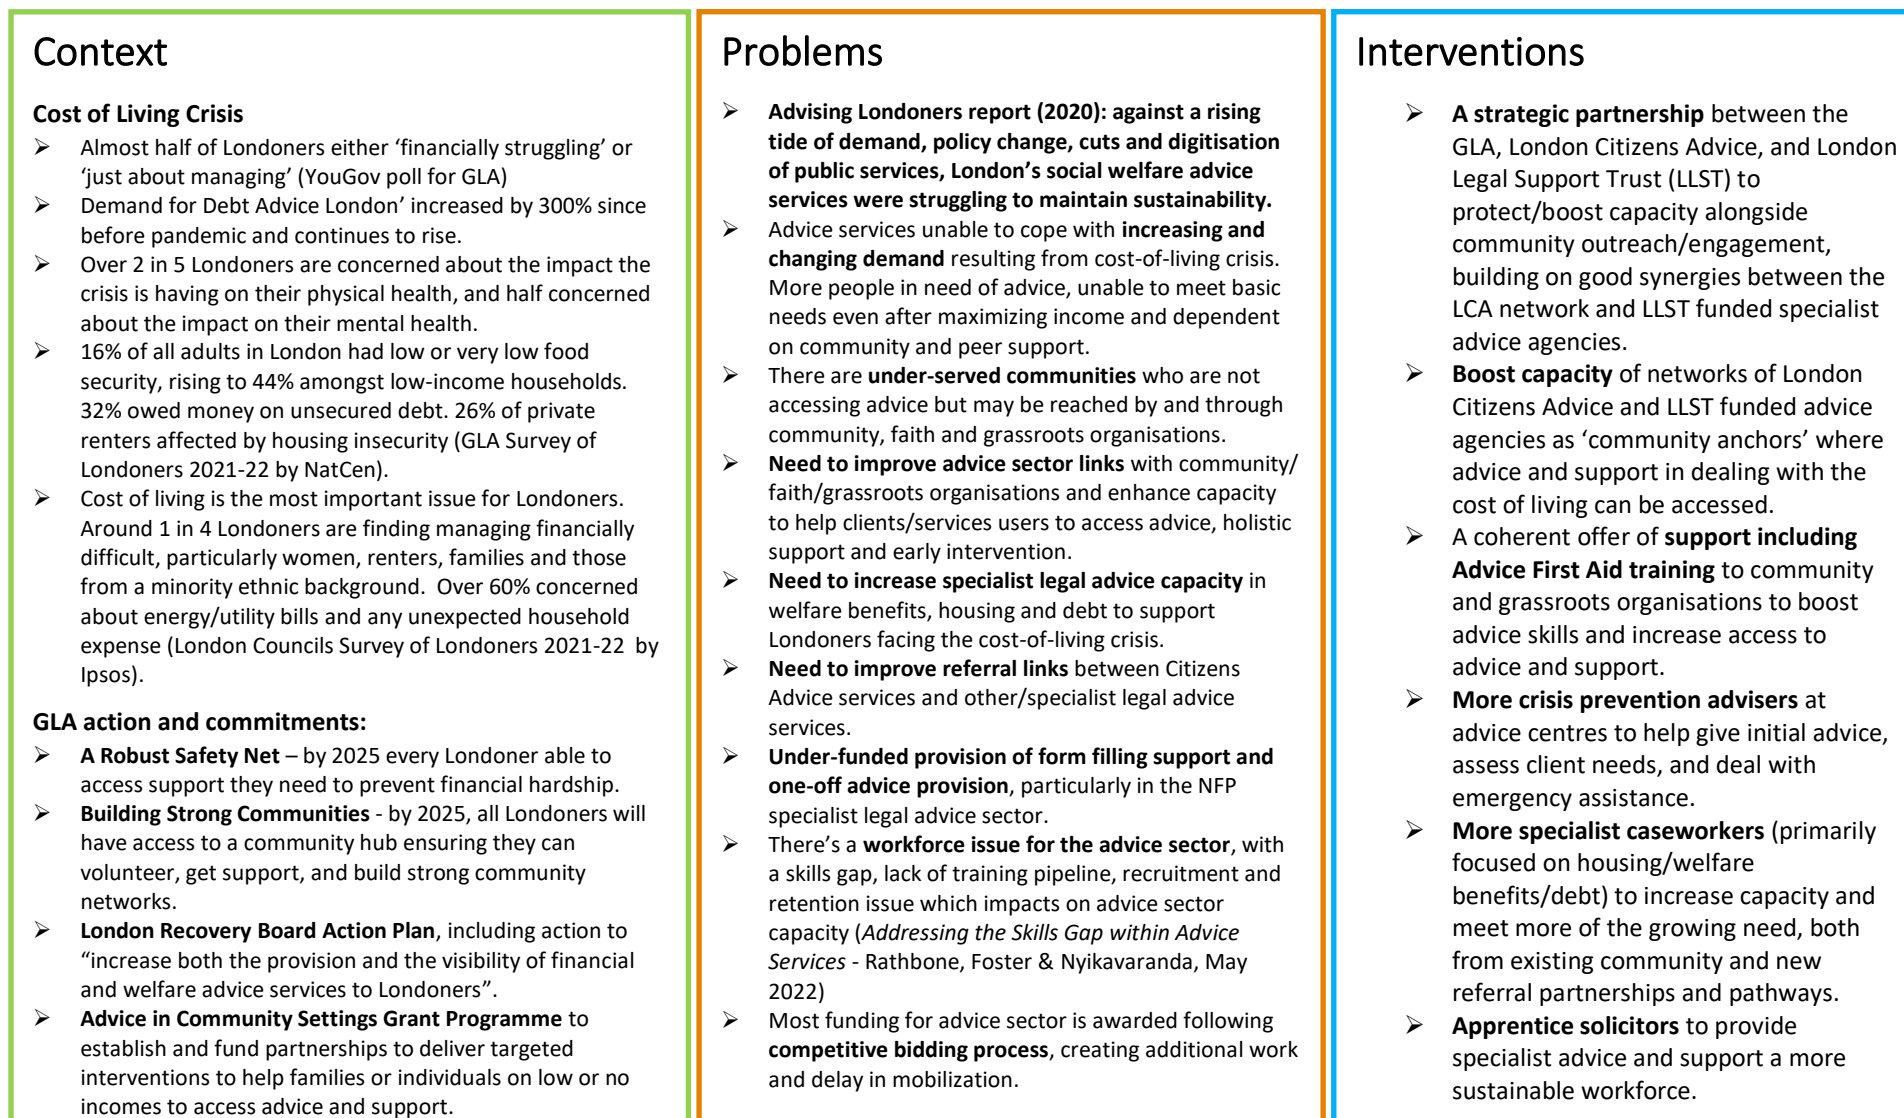 Context
Cost of Living Crisis
➢ Almost half of Londoners either ‘financially struggling’ or
‘just about managing’ (YouGov poll for GLA)
➢ Demand for Debt Advice London’ increased by 300% since
before pandemic and continues to rise.
➢ Over 2 in 5 Londoners are concerned about the impact the
crisis is having on their physical health, and half concerned
about the impact on their mental health.
➢ 16% of all adults in London had low or very low food
security, rising to 44% amongst low-income households.
32% owed money on unsecured debt. 26% of private
renters affected by housing insecurity (GLA Survey of
Londoners 2021-22 by NatCen).
➢ Cost of living is the most important issue for Londoners.
Around 1 in 4 Londoners are finding managing financially
difficult, particularly women, renters, families and those
from a minority ethnic background. Over 60% concerned
about energy/utility bills and any unexpected household
expense (London Councils Survey of Londoners 2021-22 by
Ipsos).
GLA action and commitments:
➢ A Robust Safety Net – by 2025 every Londoner able to
access support they need to prevent financial hardship.
➢ Building Strong Communities - by 2025, all Londoners will
have access to a community hub ensuring they can
volunteer, get support, and build strong community
networks.
➢ London Recovery Board Action Plan, including action to
“increase both the provision and the visibility of financial
and welfare advice services to Londoners”.
➢ Advice in Community Settings Grant Programme to
establish and fund partnerships to deliver targeted
interventions to help families or individuals on low or no
incomes to access advice and support.
Problems
➢ Advising Londoners report (2020): against a rising
tide of demand, policy change, cuts and digitisation
of public services, London’s social welfare advice
services were struggling to maintain sustainability.
➢ Advice services unable to cope with increasing and
changing demand resulting from cost-of-living crisis.
More people in need of advice, unable to meet basic
needs even after maximizing income and dependent
on community and peer support.
➢ There are under-served communities who are not
accessing advice but may be reached by and through
community, faith and grassroots organisations.
➢ Need to improve advice sector links with community/
faith/grassroots organisations and enhance capacity
to help clients/services users to access advice, holistic
support and early intervention.
➢ Need to increase specialist legal advice capacity in
welfare benefits, housing and debt to support
Londoners facing the cost-of-living crisis.
➢ Need to improve referral links between Citizens
Advice services and other/specialist legal advice
services.
➢ Under-funded provision of form filling support and
one-off advice provision, particularly in the NFP
specialist legal advice sector.
➢ There’s a workforce issue for the advice sector, with
a skills gap, lack of training pipeline, recruitment and
retention issue which impacts on advice sector
capacity (Addressing the Skills Gap within Advice
Services - Rathbone, Foster & Nyikavaranda, May
2022)
➢ Most funding for advice sector is awarded following
competitive bidding process, creating additional work
and delay in mobilization.
Interventions
➢ A strategic partnership between the
GLA, London Citizens Advice, and London
Legal Support Trust (LLST) to
protect/boost capacity alongside
community outreach/engagement,
building on good synergies between the
LCA network and LLST funded specialist
advice agencies.
➢ Boost capacity of networks of London
Citizens Advice and LLST funded advice
agencies as ‘community anchors’ where
advice and support in dealing with the
cost of living can be accessed.
➢ A coherent offer of support including
Advice First Aid training to community
and grassroots organisations to boost
advice skills and increase access to
advice and support.
➢ More crisis prevention advisers at
advice centres to help give initial advice,
assess client needs, and deal with
emergency assistance.
➢ More specialist caseworkers (primarily
focused on housing/welfare
benefits/debt) to increase capacity and
meet more of the growing need, both
from existing community and new
referral partnerships and pathways.
➢ Apprentice solicitors to provide
specialist advice and support a more
sustainable workforce.